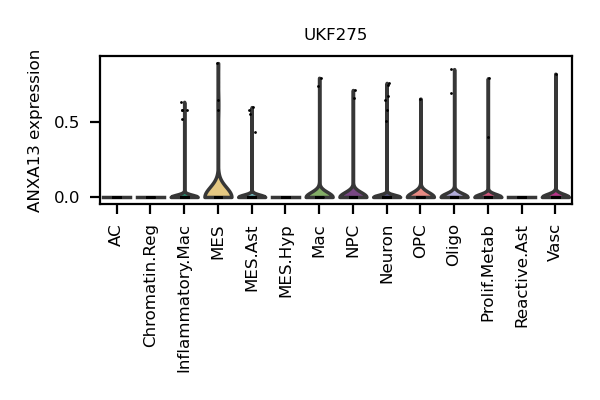 UKF275
ANXA13 expression
0.5
0.0
AC
Chromatin.Reg
Inflammatory.Mac
MES
MES.Ast
MES.Hyp
Mac
NPC
Neuron
OPC
Oligo
Prolif.Metab
Reactive.Ast
Vasc